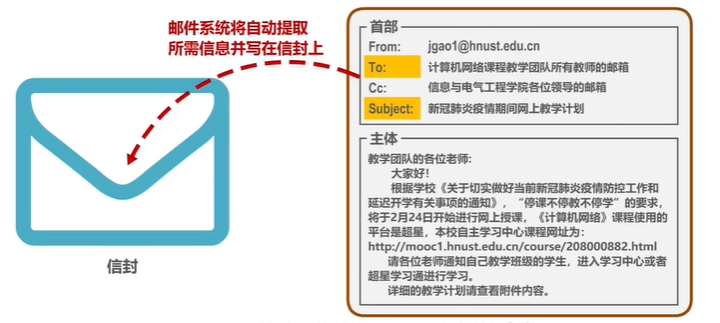 邮件系统将自动提取
所需信息并写在信封上
信封
首部
From: jgao1@hnust.edu.cn
To: 计算机网络课程教学团队所有教师的邮箱
Cc: 信息与电气工程学院各位领导的邮箱
Subject: 新冠肺炎疫情期间网上教学计划
主体
教学团队的各位老师:
大家好!
根据学校《关于切实做好当前新冠肺炎疫情防控工作和
延迟开学有关事项的通知》，“停课不停教不停学”的要求，
将于2月24日开始进行网上授课，《计算机网络》课程使用的
平台是超星，本校自主学习中心课程网址为：
http://mooc1.hnust.edu.cn/course/208000882.html
请各位老师通知自己教学班级的学生，进入学习中心或者
超星学习通进行学习。
详细的教学计划请查看附件内容。